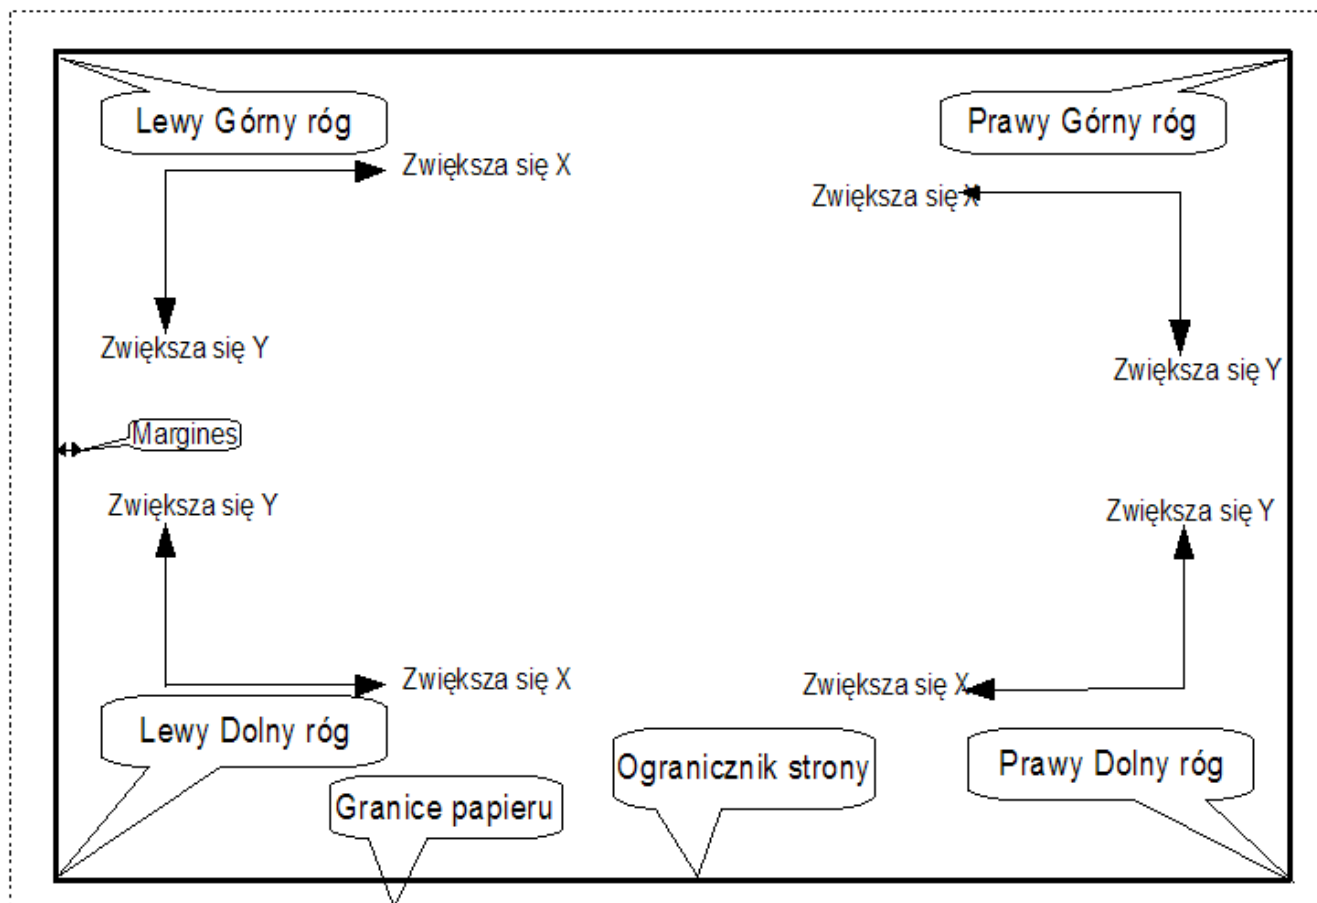 Lewy Górny róg
Prawy Górny róg
Zwiększa się X
Zwiększa się X
Zwiększa się Y
Zwiększa się Y
Margines
Zwiększa się Y
Zwiększa się Y
Zwiększa się X
Zwiększa się X
Lewy Dolny róg
Ogranicznik strony
Prawy Dolny róg
Granice papieru